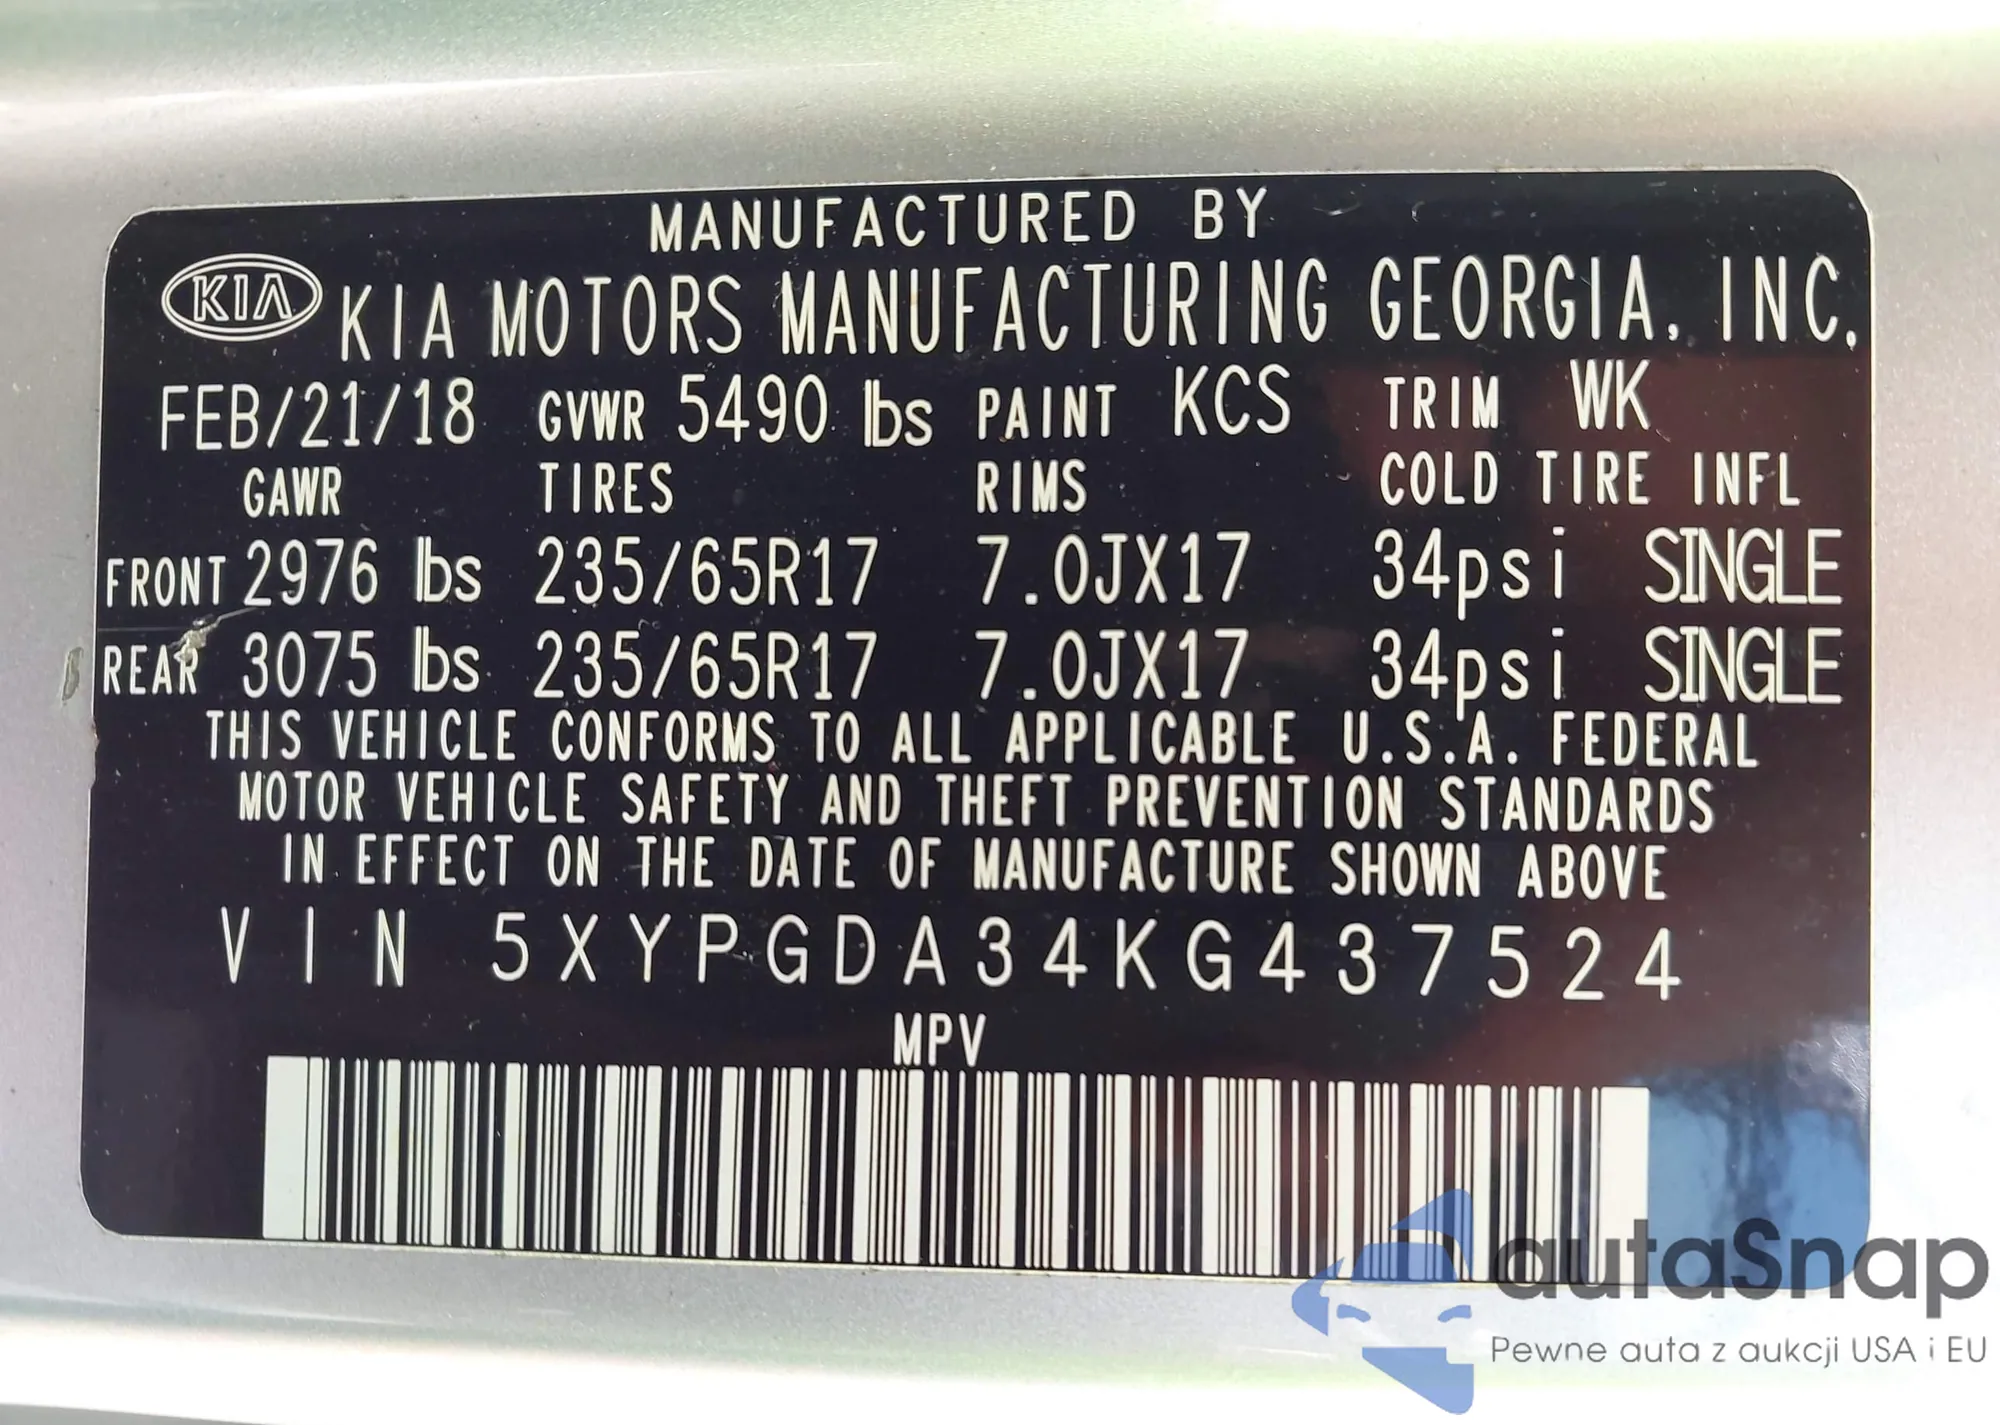 MANUFACTURED BY
KIA KIA MOTORS MANUFACTURING GEORGIA, INC.
FEB/21/18 GVWR 5490 lbs PAINT KCS TRIM WK
GAWR TIRES RIMS COLD TIRE INFL
FRONT 2976 lbs 235/65R17 7.0JX17 34psi SINGLE
REAR 3075 lbs 235/65R17 7.0JX17 34psi SINGLE
THIS VEHICLE CONFORMS TO ALL APPLICABLE U.S.A. FEDERAL
MOTOR VEHICLE SAFETY AND THEFT PREVENTION STANDARDS
IN EFFECT ON THE DATE OF MANUFACTURE SHOWN ABOVE
VIN 5XYPGDA34KG437524
MPV
autaSnap
Pewne auta z aukcji USA i EU